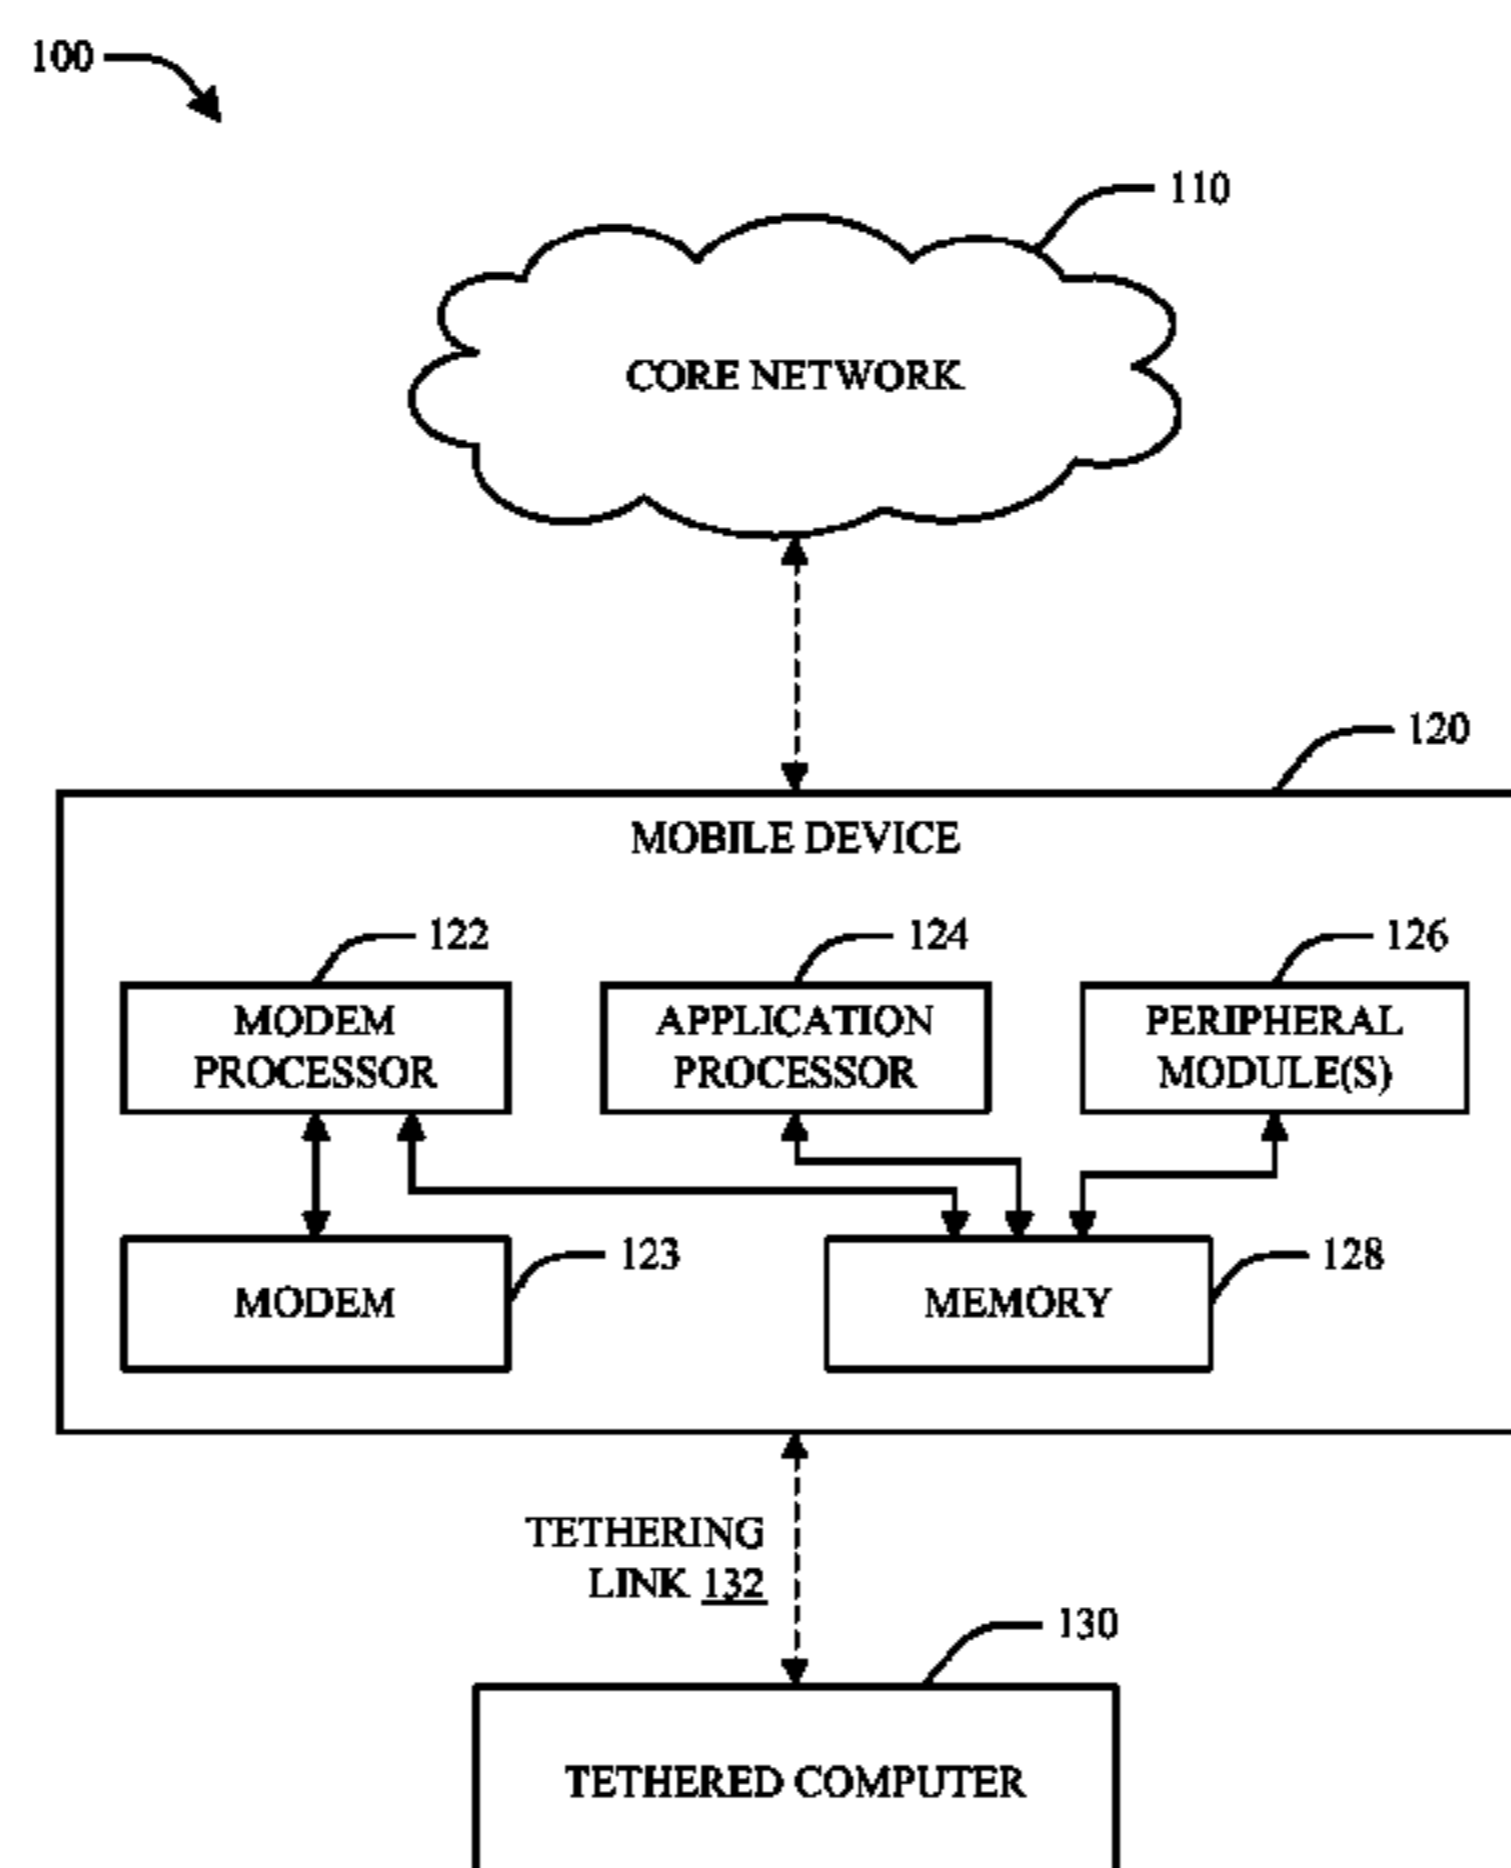 100
110
CORE NETWORK
120
MOBILE DEVICE
122
124
126
MODEM
PROCESSOR
APPLICATION
PROCESSOR
PERIPHERAL
MODULE(S)
123
128
MODEM
MEMORY
TETHERING
LINK 132
130
TETHERED COMPUTER